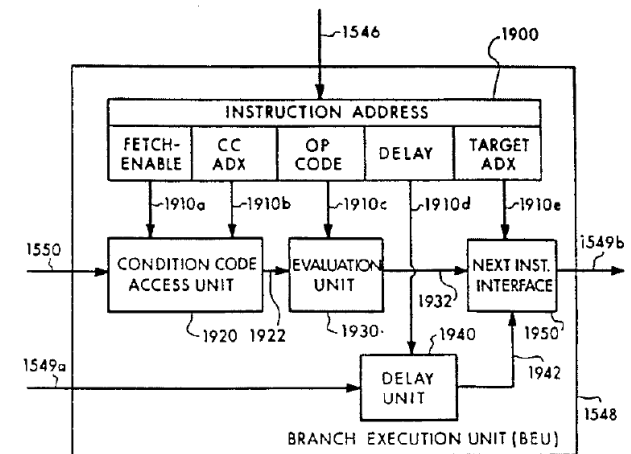 1546
1900
INSTRUCTION ADDRESS
FETCH-
ENABLE
CC
ADX
OP
CODE
DELAY
TARGET
ADX
1910a
1910b
1910c
1910d
1910e
1550
CONDITION CODE
ACCESS UNIT
EVALUATION
UNIT
NEXT INST.
INTERFACE
1549b
1920
1922
1930
1932
1940
1950
1549a
DELAY
UNIT
1942
1548
BRANCH EXECUTION UNIT (BEU)